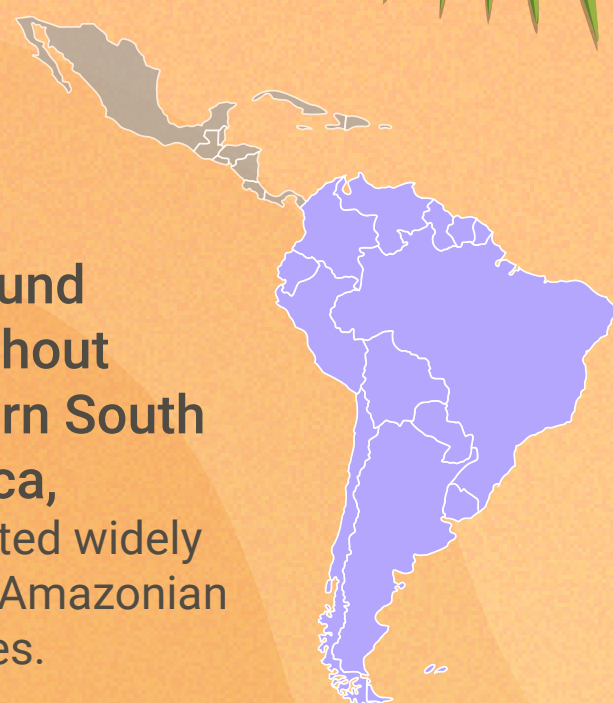 und
hout
rn South
ca,
ted widely
Amazonian
es.